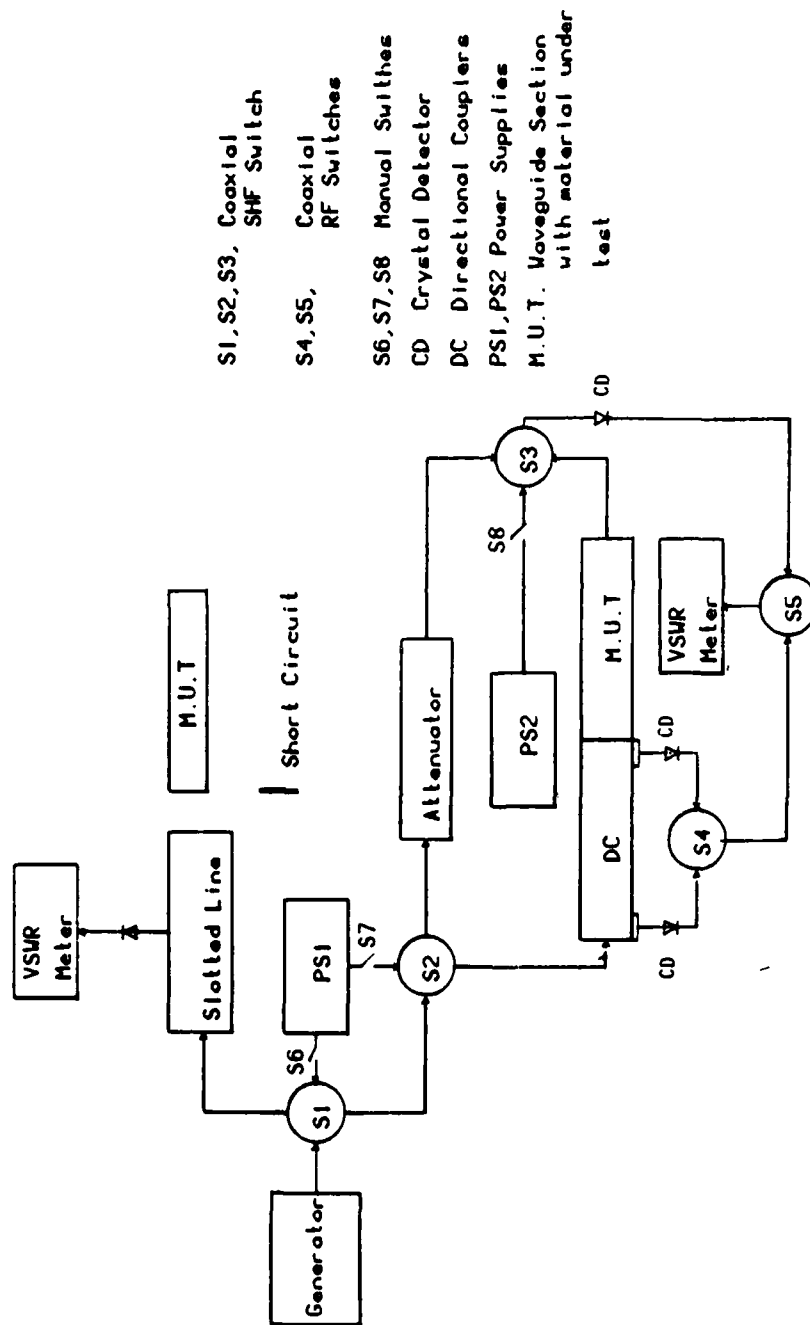 VSWR
Meter
Slotted Line
M.U.T
Short Circuit
Generator
S1
S6
PS1
S7
S2
Attenuator
PS2
S8
S3
CD
DC
M.U.T
CD
CD
S4
VSWR
Meter
S5
S1,S2,S3, Coaxial
SHF Switch
S4,S5, Coaxial
RF Switches
S6,S7,S8 Manual Swithes
CD Crystal Detector
DC Directional Couplers
PS1,PS2 Power Supplies
M.U.T. Waveguide Section
with material under
test